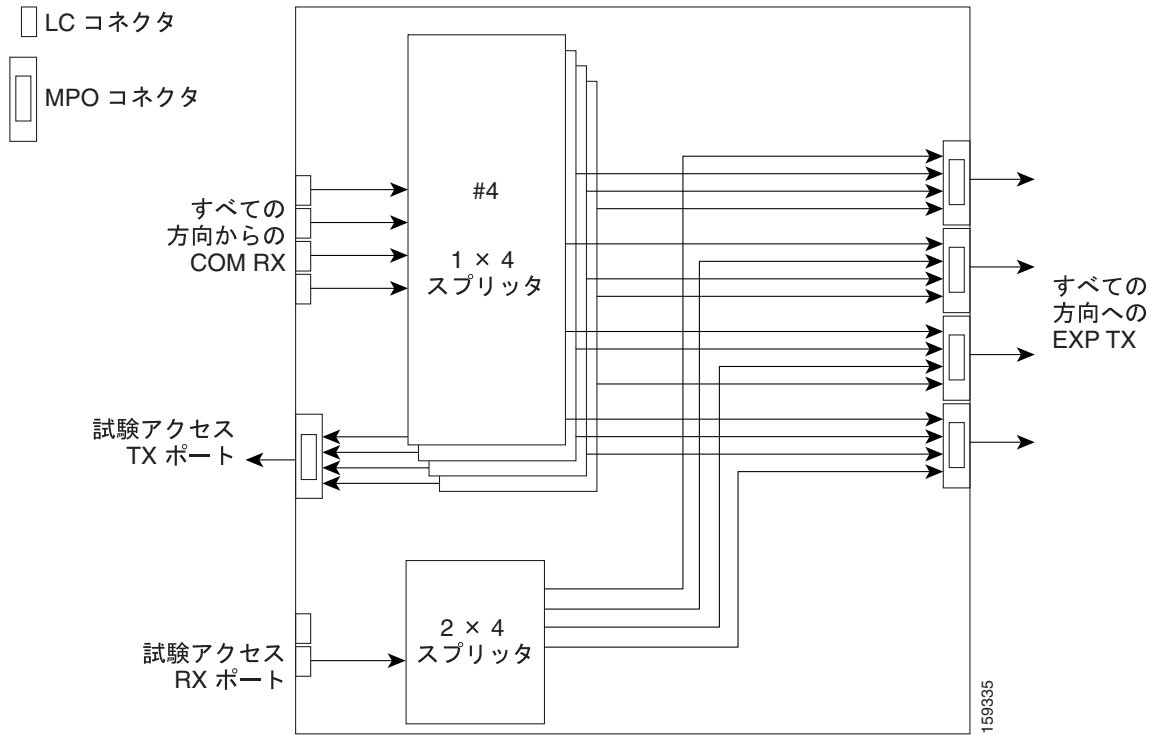 LC コネクタ
MPO コネクタ
#4
1 × 4
スプリッタ
すべての
方向からの
COM RX
すべての
方向への
EXP TX
試験アクセス
TX ポート
2 × 4
スプリッタ
試験アクセス
RX ポート
159335